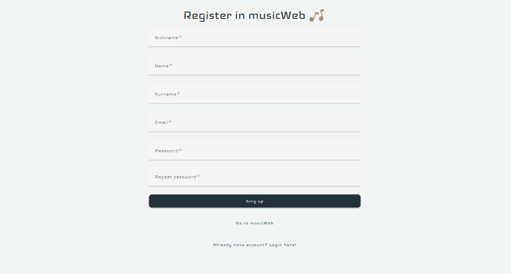 Register in musicWeb
Nickname*
Name*
Surname*
Email*
Password*
Repeat password*
Sing up
Go to musicWeb
Already have account? Login here!